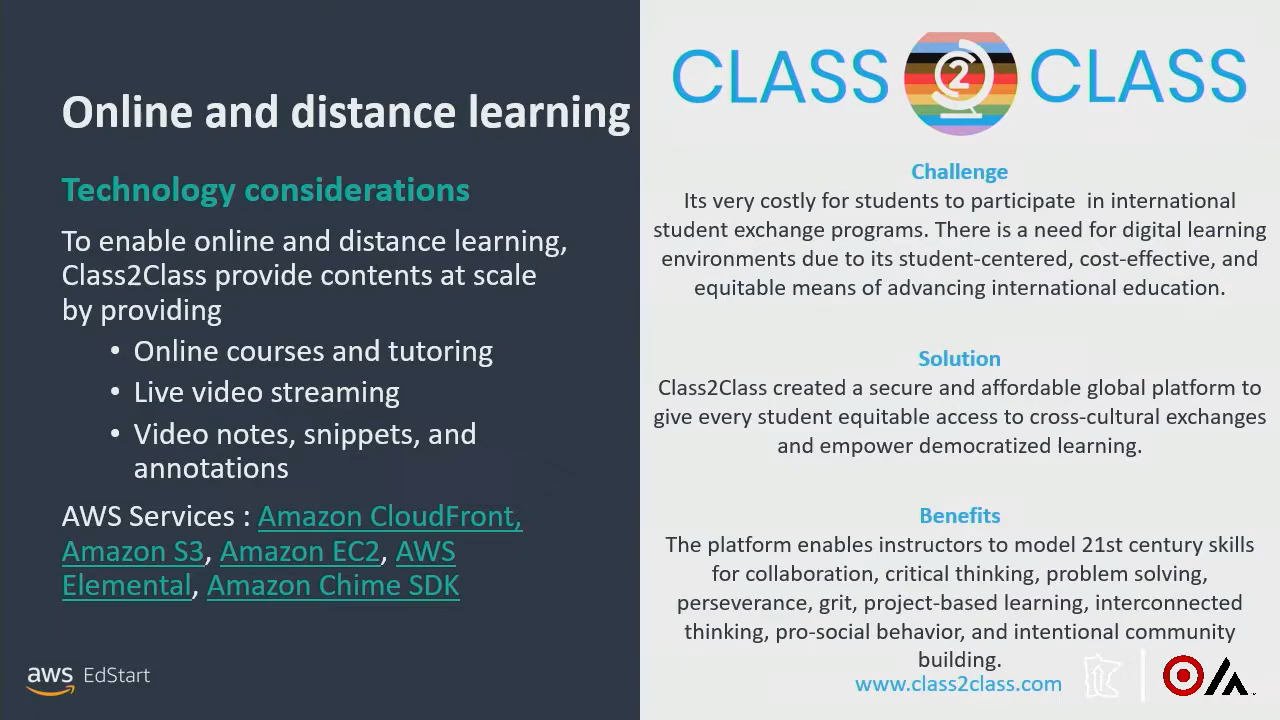 Online and distance learning
Technology considerations
To enable online and distance learning,
Class2Class provide contents at scale
by providing
• Online courses and tutoring
• Live video streaming
• Video notes, snippets, and
annotations
AWS Services : Amazon CloudFront,
Amazon S3, Amazon EC2, AWS
Elemental, Amazon Chime SDK
aws EdStart
CLASS 2 CLASS
Challenge
Its very costly for students to participate in international
student exchange programs. There is a need for digital learning
environments due to its student-centered, cost-effective, and
equitable means of advancing international education.
Solution
Class2Class created a secure and affordable global platform to
give every student equitable access to cross-cultural exchanges
and empower democratized learning.
Benefits
The platform enables instructors to model 21st century skills
for collaboration, critical thinking, problem solving,
perseverance, grit, project-based learning, interconnected
thinking, pro-social behavior, and intentional community
building.
www.class2class.com